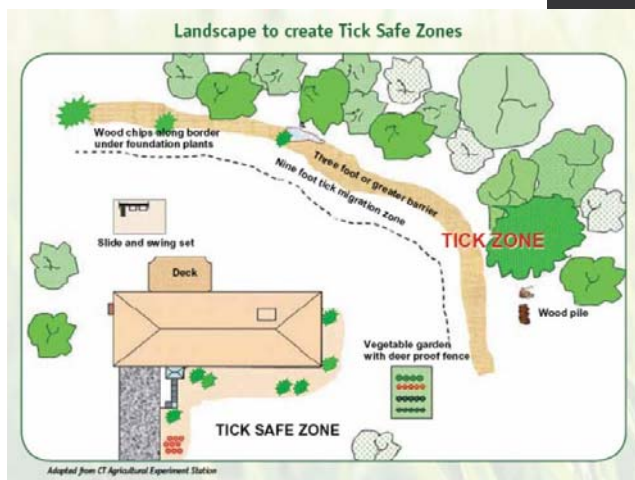 Landscape to create Tick Safe Zones
Wood chips along border
under foundation plants
Three foot or greater barrier
Nine foot tick migration zone
TICK ZONE
Slide and swing set
Deck
Wood pile
Vegetable garden
with deer proof fence
TICK SAFE ZONE
Adapted from CT Agricultural Experiment Station